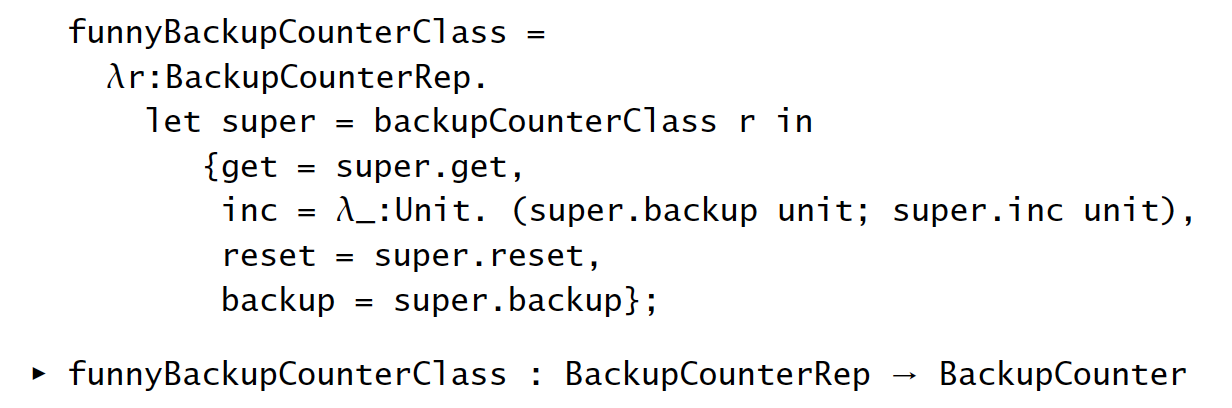 funnyBackupCounterClass =
λr:BackupCounterRep.
let super = backupCounterClass r in
{get = super.get,
inc = λ_:Unit. (super.backup unit; super.inc unit),
reset = super.reset,
backup = super.backup};
▸ funnyBackupCounterClass : BackupCounterRep → BackupCounter